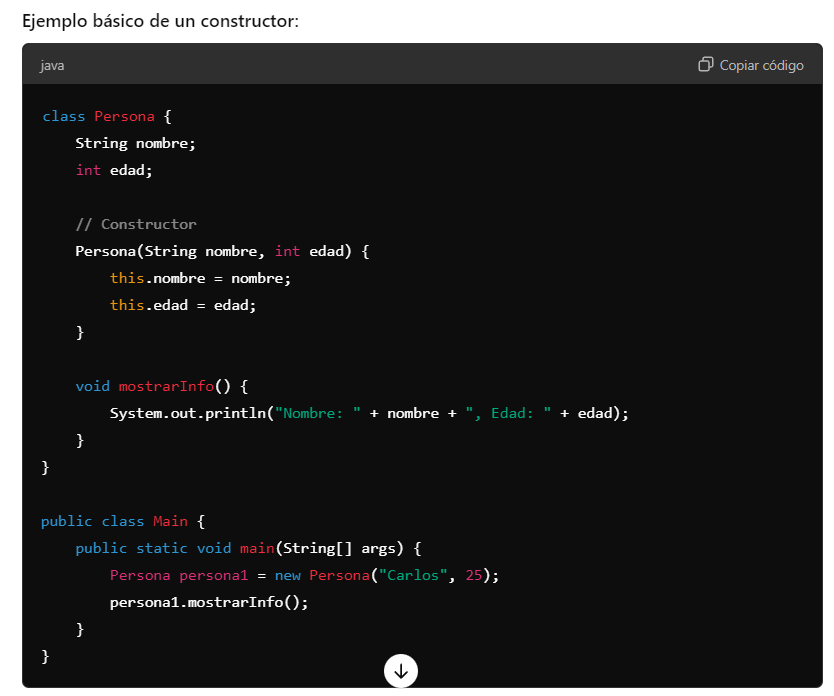 Ejemplo básico de un constructor:
java
Copiar código
class Persona {
    String nombre;
    int edad;

    // Constructor
    Persona(String nombre, int edad) {
        this.nombre = nombre;
        this.edad = edad;
    }

    void mostrarInfo() {
        System.out.println("Nombre: " + nombre + ", Edad: " + edad);
    }
}

public class Main {
    public static void main(String[] args) {
        Persona persona1 = new Persona("Carlos", 25);
        persona1.mostrarInfo();
    }
}